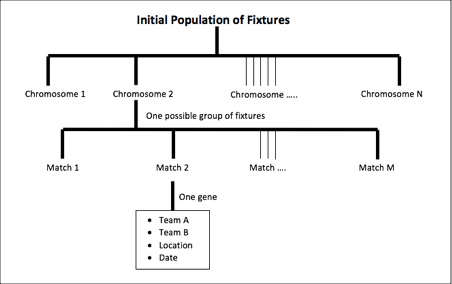 Initial Population of Fixtures
Chromosome 1 Chromosome 2 Chromosome ..... Chromosome N
One possible group of fixtures
Match 1 Match 2 Match .... Match M
One gene
• Team A
• Team B
• Location
• Date